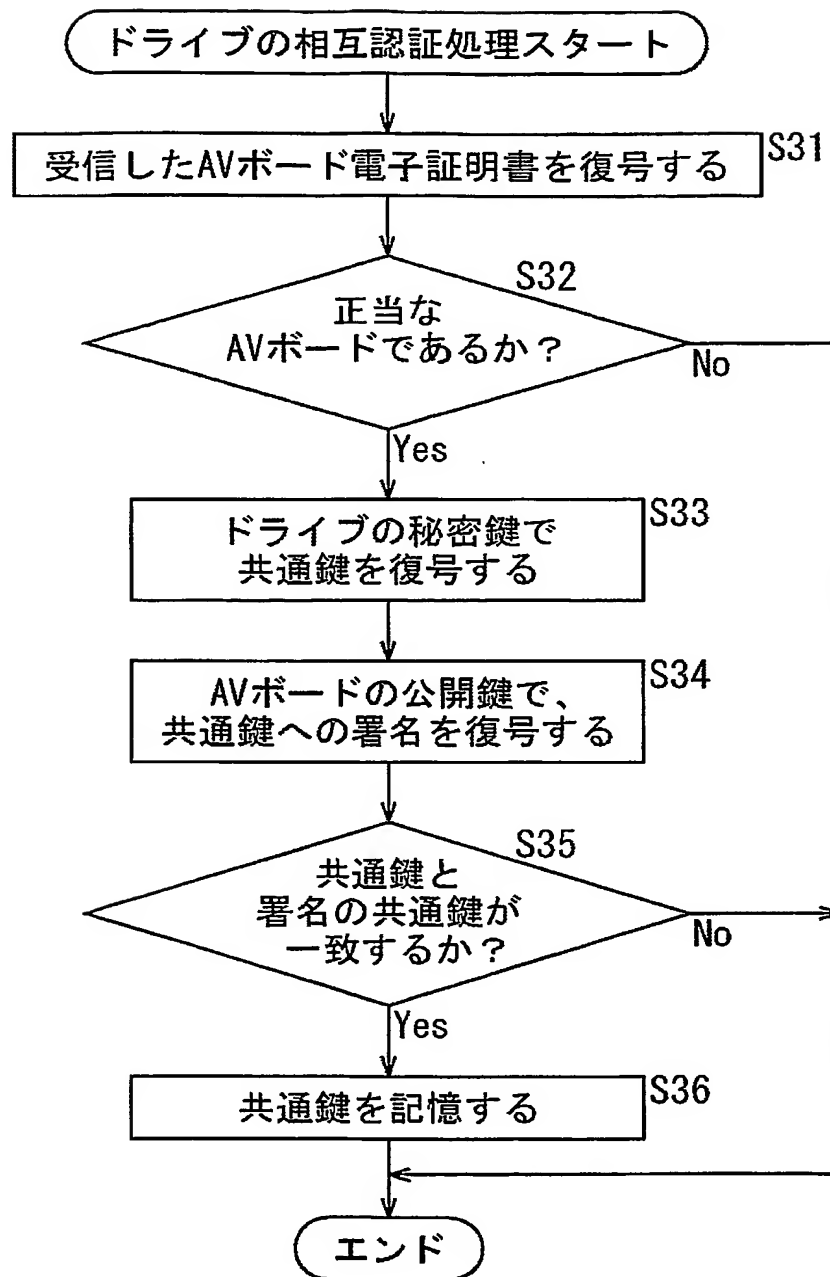 ドライブの相互認証処理スタート
受信したAVボード電子証明書を復号する
S31
S32
正当な
AVボードであるか?
No
Yes
ドライブの秘密鍵で
共通鍵を復号する
S33
AVボードの公開鍵で、
共通鍵への署名を復号する
S34
S35
共通鍵と
署名の共通鍵が
一致するか?
No
Yes
共通鍵を記憶する
S36
エンド